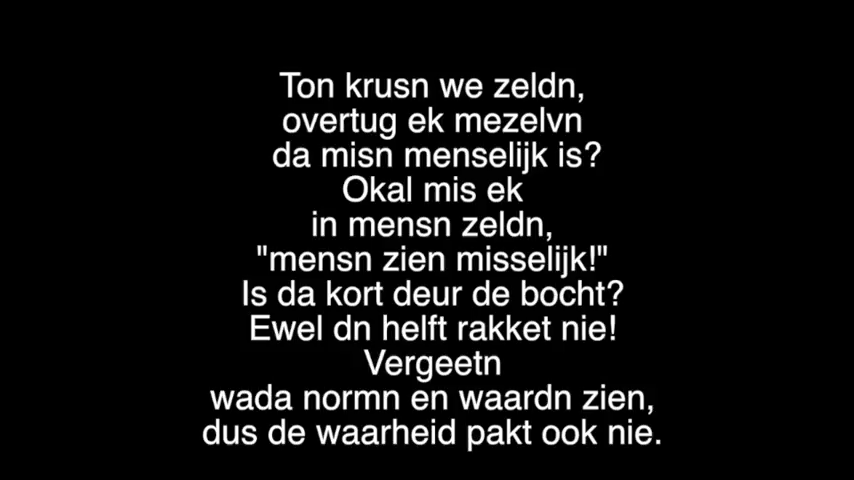 Ton krusn we zeldn,
overtug ek mezelvn
da misn menselijk is?
Okal mis ek
in mensn zeldn,
"mensn zien misselijk!"
Is da kort deur de bocht?
Ewel dn helft rakket nie!
Vergeetn
wada normn en waardn zien,
dus de waarheid pakt ook nie.